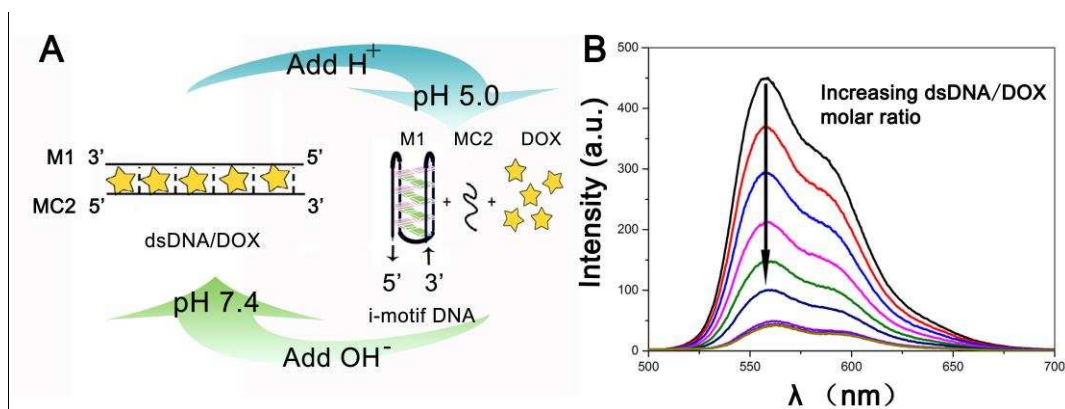 A
Add H+
pH 5.0
M1 MC2 DOX
M1 3’ 5’
MC2 5’ 3’
+ +
dsDNA/DOX
5’ 3’
i-motif DNA
pH 7.4
Add OH-
B
Increasing dsDNA/DOX
molar ratio
Intensity (a.u.)
500
400
300
200
100
0
500 550 600 650 700
λ (nm)